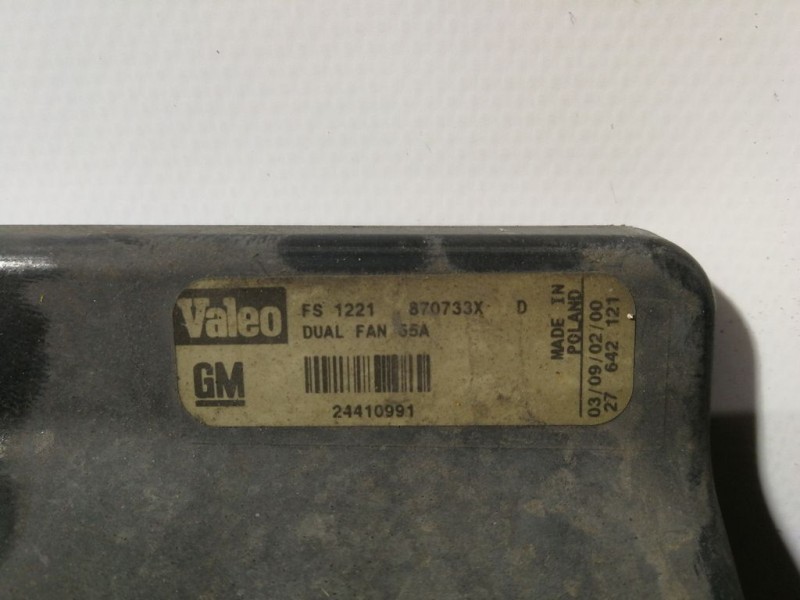 Valeo
FS 1221 870733X D
DUAL FAN 55A
GM
24410991
MADE IN
POLAND
03/09/02/00
27 642 121